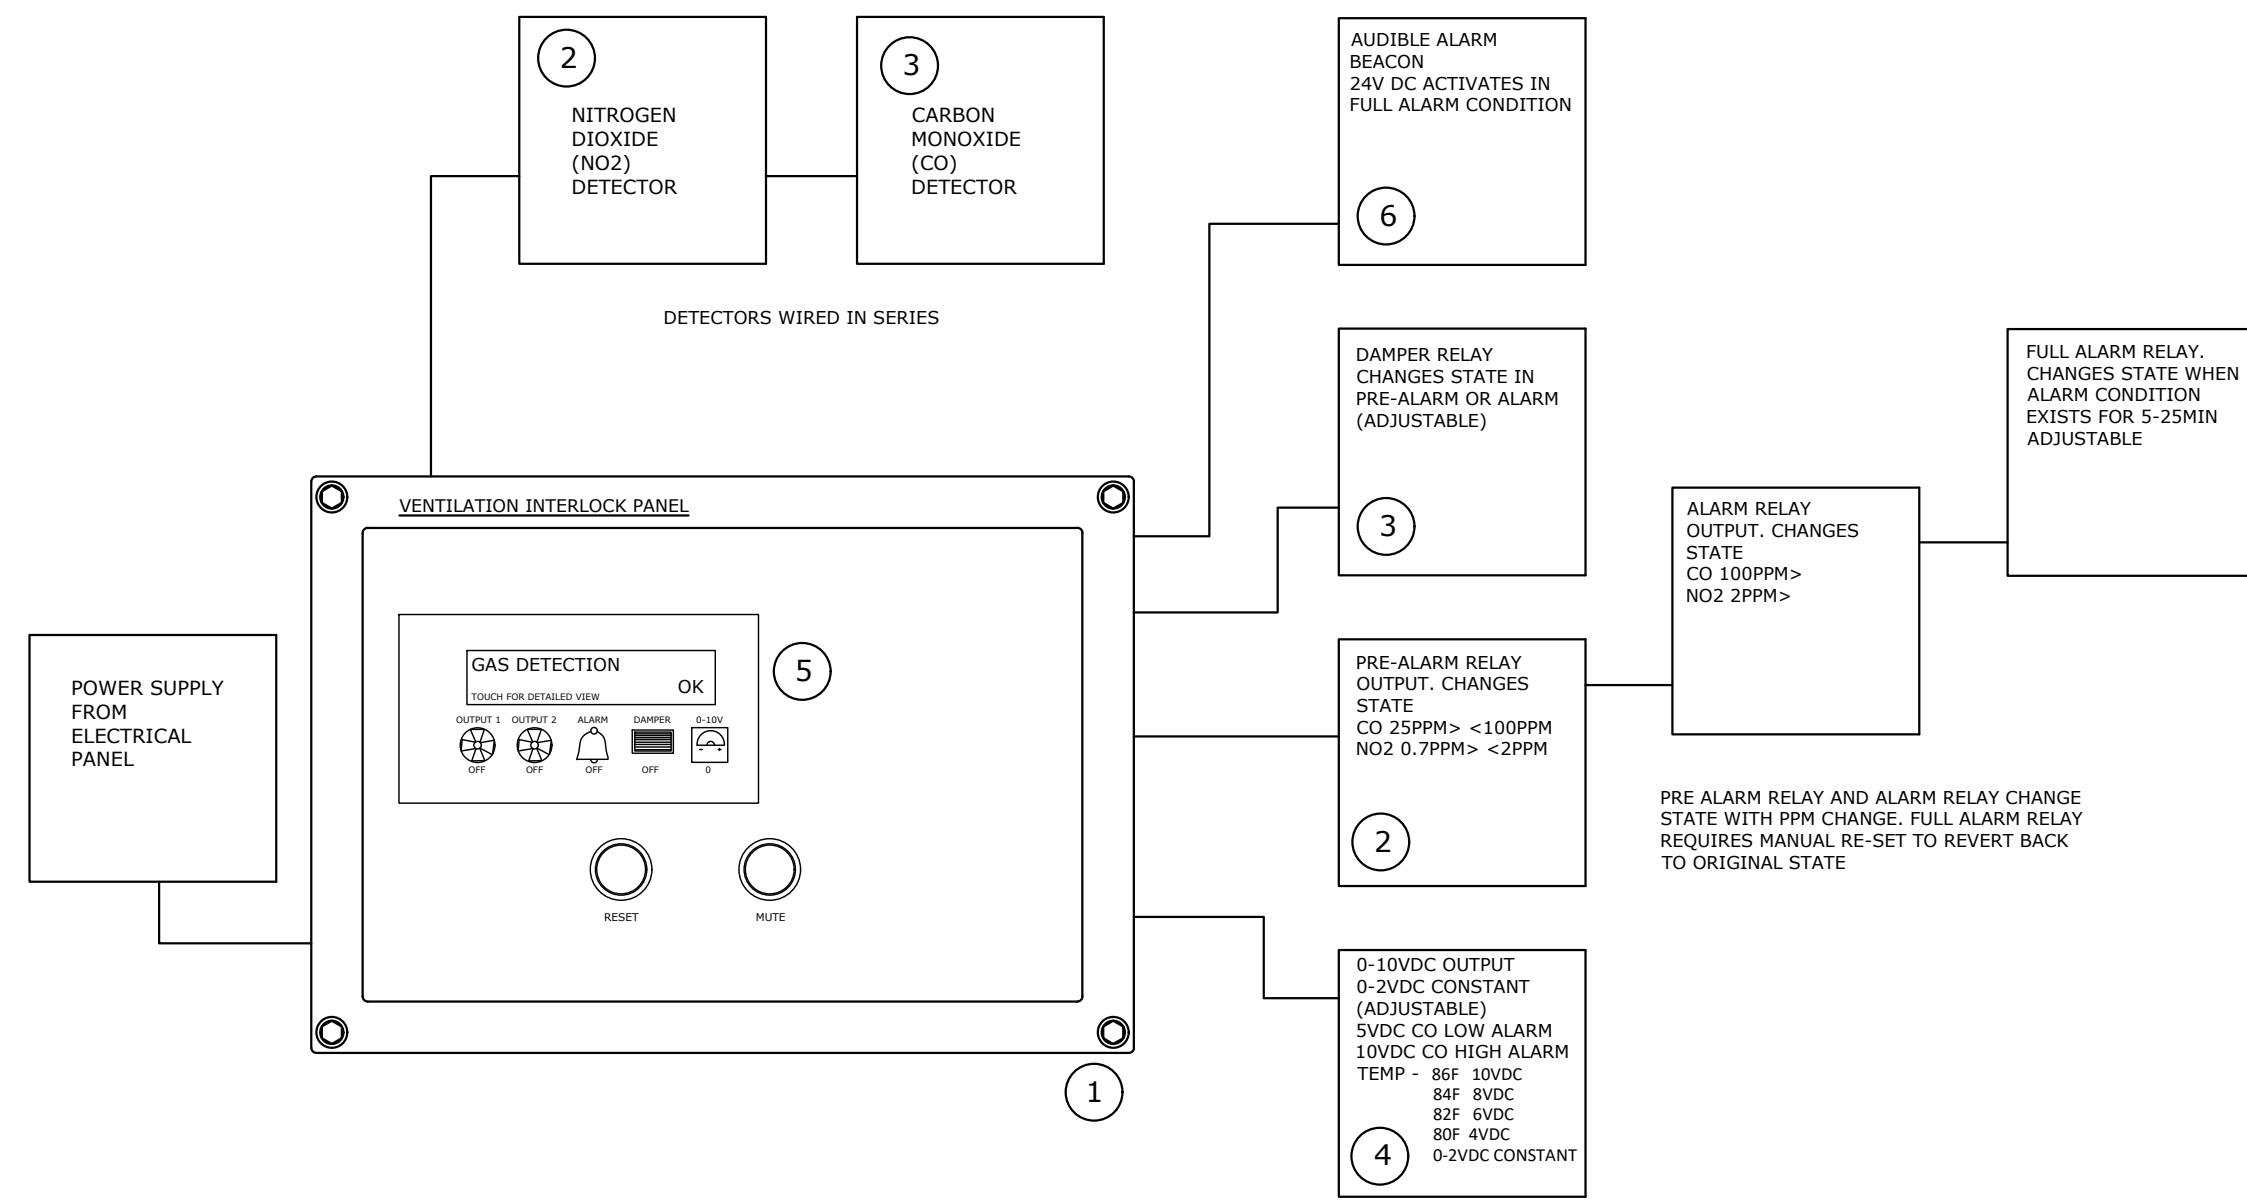 2
NITROGEN
DIOXIDE
(NO2)
DETECTOR
3
CARBON
MONOXIDE
(CO)
DETECTOR
DETECTORS WIRED IN SERIES
AUDIBLE ALARM
BEACON
24V DC ACTIVATES IN
FULL ALARM CONDITION
6
DAMPER RELAY
CHANGES STATE IN
PRE-ALARM OR ALARM
(ADJUSTABLE)
3
FULL ALARM RELAY.
CHANGES STATE WHEN
ALARM CONDITION
EXISTS FOR 5-25MIN
ADJUSTABLE
ALARM RELAY
OUTPUT. CHANGES
STATE
CO 100PPM>
NO2 2PPM>
VENTILATION INTERLOCK PANEL
GAS DETECTION
OK
TOUCH FOR DETAILED VIEW
OUTPUT 1 OUTPUT 2 ALARM DAMPER 0-10V
- +
OFF OFF OFF OFF 0
5
RESET MUTE
POWER SUPPLY
FROM
ELECTRICAL
PANEL
PRE-ALARM RELAY
OUTPUT. CHANGES
STATE
CO 25PPM> <100PPM
NO2 0.7PPM> <2PPM
2
PRE ALARM RELAY AND ALARM RELAY CHANGE
STATE WITH PPM CHANGE. FULL ALARM RELAY
REQUIRES MANUAL RE-SET TO REVERT BACK
TO ORIGINAL STATE
1
0-10VDC OUTPUT
0-2VDC CONSTANT
(ADJUSTABLE)
5VDC CO LOW ALARM
10VDC CO HIGH ALARM
TEMP - 86F 10VDC
84F 8VDC
82F 6VDC
80F 4VDC
0-2VDC CONSTANT
4